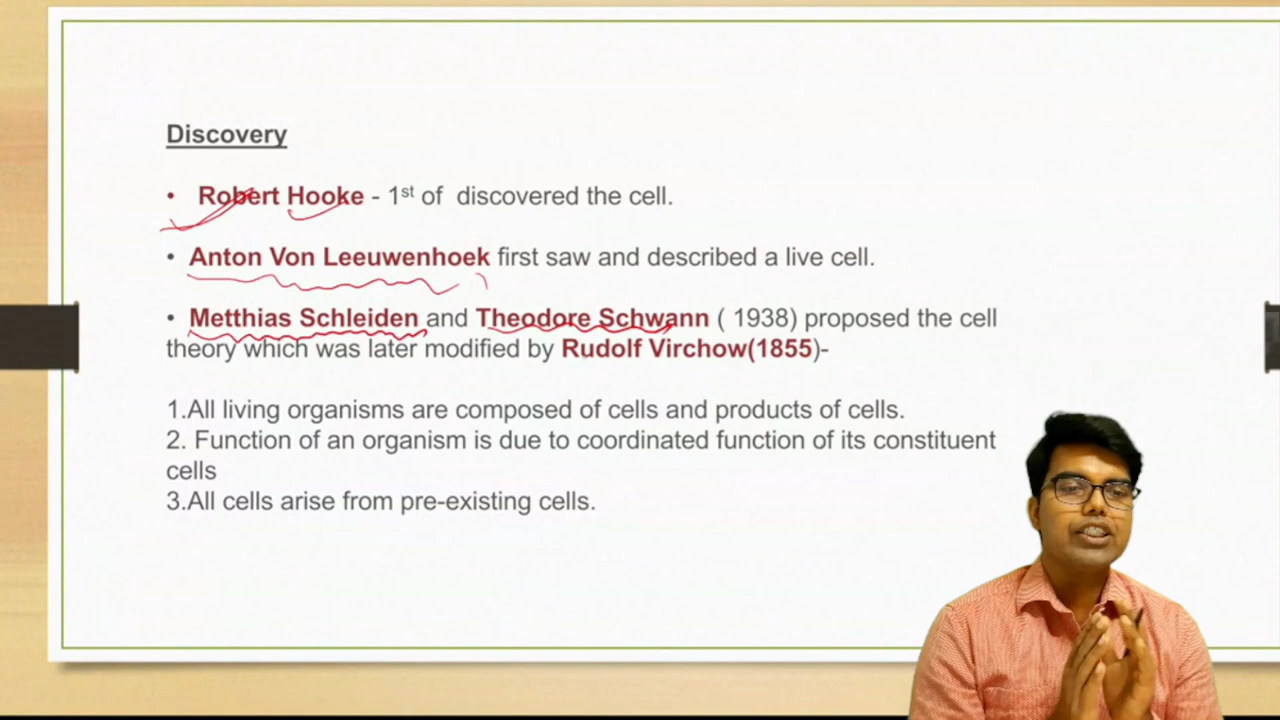 Discovery
• Robert Hooke - 1st of discovered the cell.
• Anton Von Leeuwenhoek first saw and described a live cell.
• Metthias Schleiden and Theodore Schwann ( 1938) proposed the cell
theory which was later modified by Rudolf Virchow(1855)-
1.All living organisms are composed of cells and products of cells.
2. Function of an organism is due to coordinated function of its constituent
cells
3.All cells arise from pre-existing cells.